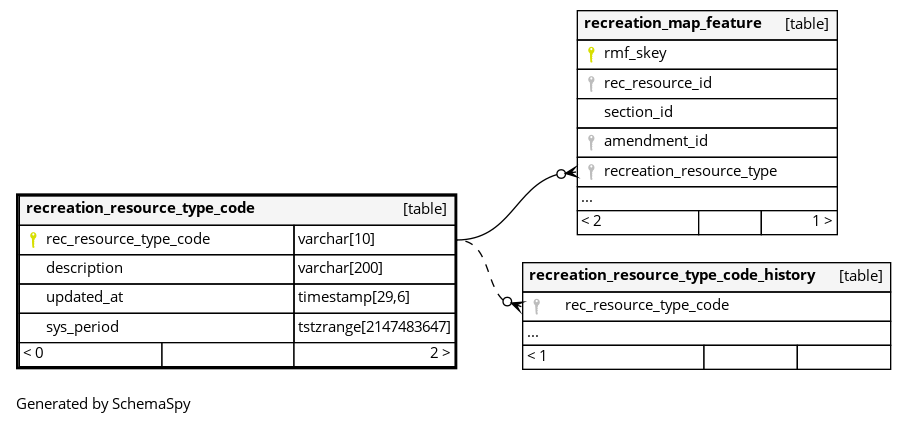 recreation_map_feature [table]
rmf_skey
rec_resource_id
section_id
amendment_id
recreation_resource_type
...
< 2 1 >
recreation_resource_type_code [table]
rec_resource_type_code varchar[10]
description varchar[200]
updated_at timestamp[29,6]
sys_period tstzrange[2147483647]
< 0 2 >
recreation_resource_type_code_history [table]
rec_resource_type_code
...
< 1
Generated by SchemaSpy